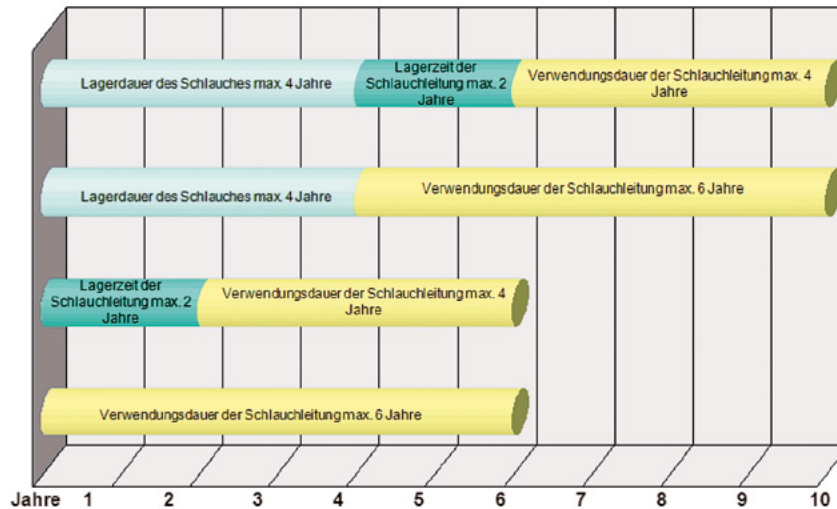 Lagerdauer des Schlauches max. 4 Jahre
Lagerzeit der
Schlauchleitung max. 2
Jahre
Verwendungsdauer der Schlauchleitung max. 4
Jahre
Lagerdauer des Schlauches max. 4 Jahre
Verwendungsdauer der Schlauchleitung max. 6 Jahre
Lagerzeit der
Schlauchleitung max. 2
Jahre
Verwendungsdauer der Schlauchleitung max. 4
Jahre
Verwendungsdauer der Schlauchleitung max. 6 Jahre
Jahre 1 2 3 4 5 6 7 8 9 10